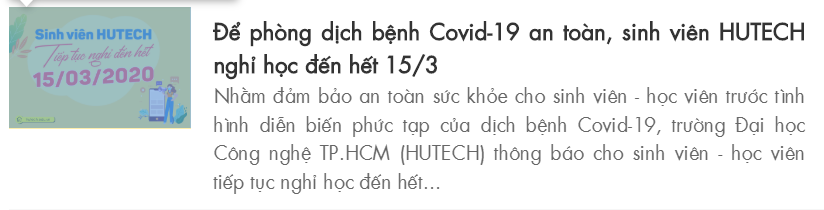 Sinh viên HUTECH
Tiếp tục nghỉ đến hết
15/03/2020
Để phòng dịch bệnh Covid-19 an toàn, sinh viên HUTECH
nghỉ học đến hết 15/3
Nhằm đảm bảo an toàn sức khỏe cho sinh viên - học viên trước tình
hình diễn biến phức tạp của dịch bệnh Covid-19, trường Đại học
Công nghệ TP.HCM (HUTECH) thông báo cho sinh viên - học viên
tiếp tục nghỉ học đến hết...